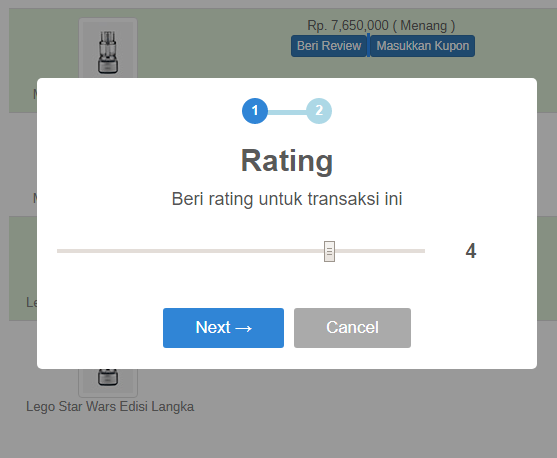 Rp. 7,650,000 ( Menang )
Beri Review
Masukkan Kupon
1
2
Rating
Beri rating untuk transaksi ini
4
Next →
Cancel
Lego Star Wars Edisi Langka